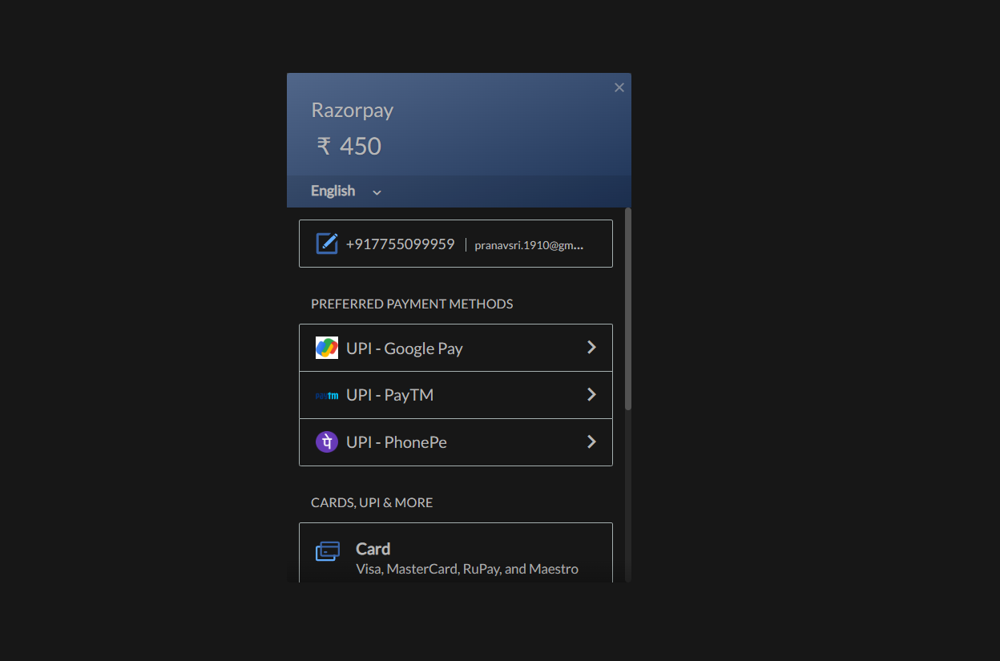 Razorpay
₹ 450
English
+917755099959 | pranavsri.1910@gm...
PREFERRED PAYMENT METHODS
UPI - Google Pay
paytm UPI - PayTM
पे UPI - PhonePe
CARDS, UPI & MORE
Card
Visa, MasterCard, RuPay, and Maestro